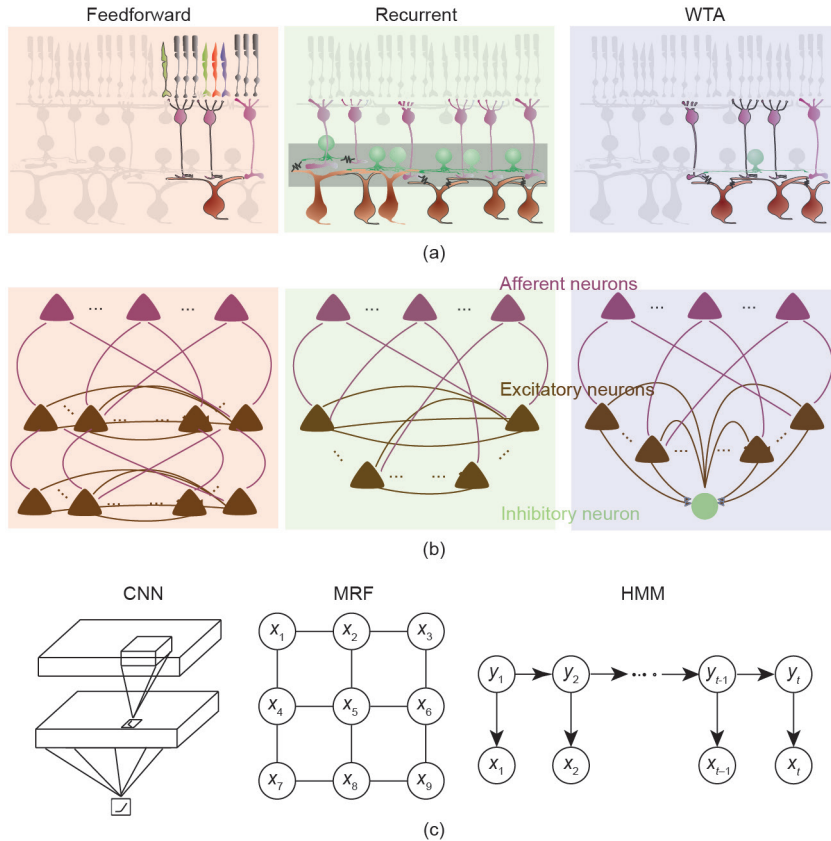 Feedforward Recurrent WTA
(a)
Afferent neurons
... ... ... ... ... ...
Excitatory neurons
... ... ... ...
... ... ... ... ... ...
... ...
... ... ... ...
... ...
... ... ...
Inhibitory neuron
(b)
CNN MRF HMM
x1 x2 x3
y1 y2 yt-1 yt
x4 x5 x6
x1 x2 xt–1 xt
x7 x8 x9
(c)